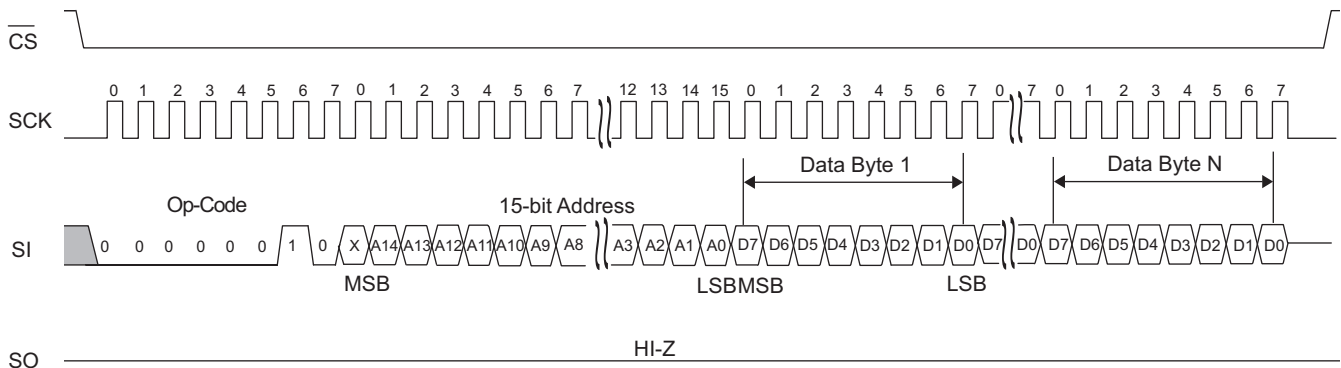 CS
0 1 2 3 4 5 6 7 0 1 2 3 4 5 6 7 12 13 14 15 0 1 2 3 4 5 6 7 0 7 0 1 2 3 4 5 6 7
SCK
Data Byte 1 Data Byte N
Op-Code 15-bit Address
SI 0 0 0 0 0 0 1 0 X A14 A13 A12 A11 A10 A9 A8 A3 A2 A1 A0 D7 D6 D5 D4 D3 D2 D1 D0 D7 D0 D7 D6 D5 D4 D3 D2 D1 D0
MSB LSB MSB LSB
HI-Z
SO